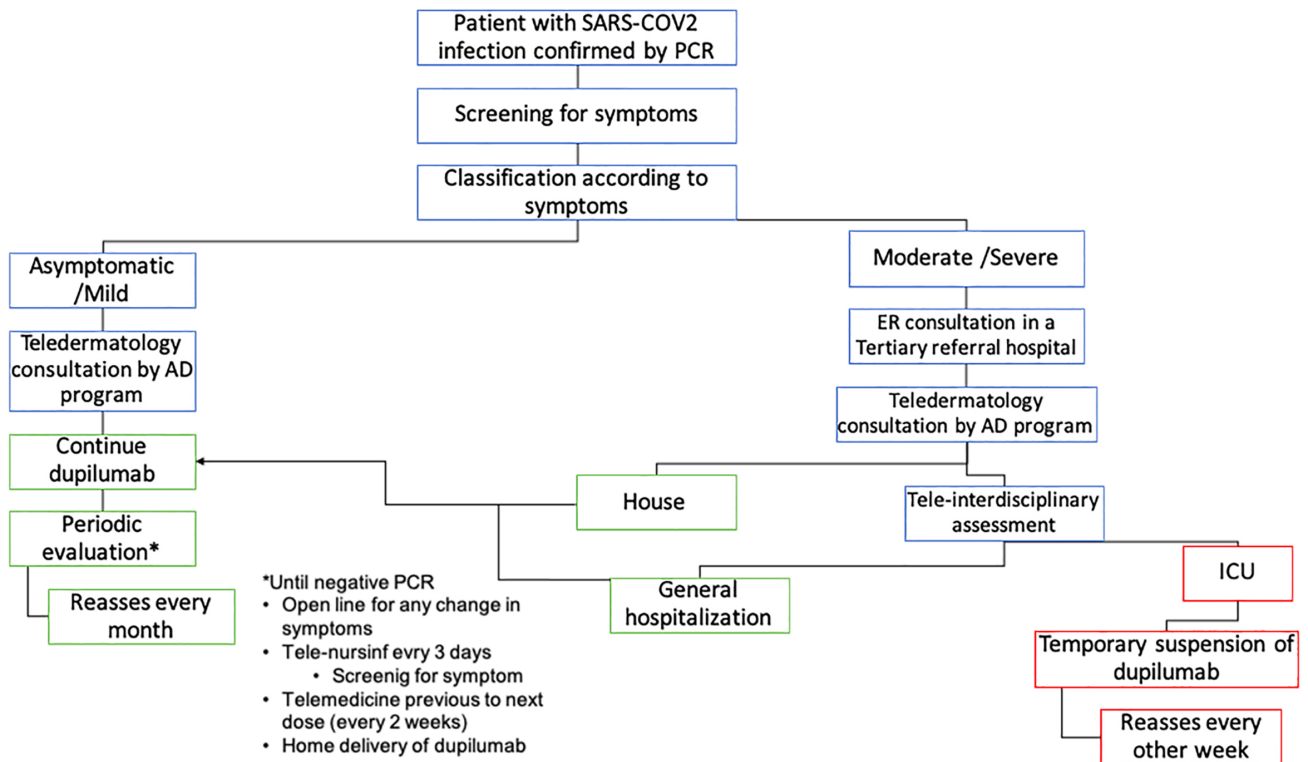 Patient with SARS-COV2
infection confirmed by PCR
Screening for symptoms
Classification according to
symptoms
Asymptomatic
/Mild
Moderate /Severe
Teledermatology
consultation by AD
program
ER consultation in a
Tertiary referral hospital
Teledermatology
consultation by AD program
Continue
dupilumab
House
Tele-interdisciplinary
assessment
Periodic
evaluation*
ICU
General
hospitalization
Reasses every
month
Temporary suspension of
dupilumab
Reasses every
other week
*Until negative PCR
• Open line for any change in
symptoms
• Tele-nursinf evry 3 days
• Screenig for symptom
• Telemedicine previous to next
dose (every 2 weeks)
• Home delivery of dupilumab